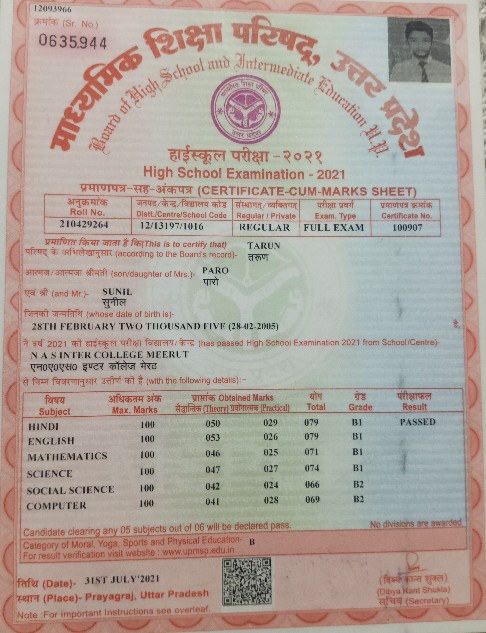 12093966
क्रमांक (Sr. No.)
0635944
माध्यमिक शिक्षा परिषद्, उत्तर प्रदेश
Board of High School and Intermediate Education U.P.
हाईस्कूल परीक्षा - २०२१
High School Examination - 2021
प्रमाणपत्र-सह-अंकपत्र (CERTIFICATE-CUM-MARKS SHEET)
अनुक्रमांक जनपद/केन्द्र/विद्यालय कोड संस्थागत/व्यक्तिगत परीक्षा प्रवर्ग प्रमाणपत्र क्रमांक
Roll No. Distt./Centre/School Code Regular / Private Exam. Type Certificate No.
210429264 12/13197/1016 REGULAR FULL EXAM 100907
प्रमाणित किया जाता है कि(This is to certify that) TARUN
परिषद के अभिलेखानुसार (according to the Board's record)- तरूण
आत्मज/आत्मजा श्रीमती (son/daughter of Mrs.)- PARO
पारो
एवं श्री (and Mr.)- SUNIL
सुनील
जिनकी जन्मतिथि (whose date of birth is)-
28TH FEBRUARY TWO THOUSAND FIVE (28-02-2005) है,
ने वर्ष 2021 की हाईस्कूल परीक्षा विद्यालय/केन्द्र (has passed High School Examination 2021 from School/Centre)-
N A S INTER COLLEGE MEERUT
एन०ए०एस० इण्टर कॉलेज मेरठ
से निम्न विवरणानुसार उत्तीर्ण की है (with the following details):-
विषय अधिकतम अंक प्राप्तांक Obtained Marks योग ग्रेड परीक्षाफल
Subject Max. Marks सैद्धान्तिक (Theory) प्रयोगात्मक (Practical) Total Grade Result
HINDI 100 050 029 079 B1 PASSED
ENGLISH 100 053 026 079 B1
MATHEMATICS 100 046 025 071 B1
SCIENCE 100 047 027 074 B1
SOCIAL SCIENCE 100 042 024 066 B2
COMPUTER 100 041 028 069 B2
Candidate clearing any 05 subjects out of 06 will be declared pass. No divisions are awarded.
Category of Moral, Yoga, Sports and Physical Education- B
For result verification visit website : www.upmsp.edu.in
तिथि (Date)- 31ST JULY'2021
स्थान (Place)- Prayagraj, Uttar Pradesh
Note :For important Instructions see overleaf.
(दिव्य कान्त शुक्ल)
(Dibya Kant Shukla)
सचिव (Secretary)